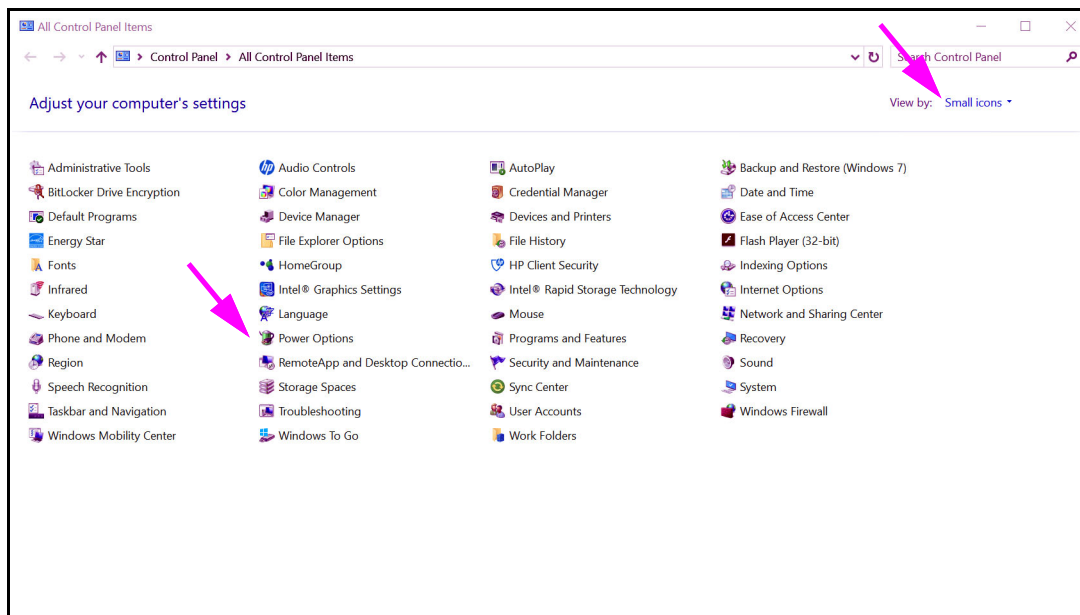 All Control Panel Items
Control Panel > All Control Panel Items
Search Control Panel
Adjust your computer's settings
View by: Small icons
Administrative Tools Audio Controls AutoPlay Backup and Restore (Windows 7)
BitLocker Drive Encryption Color Management Credential Manager Date and Time
Default Programs Device Manager Devices and Printers Ease of Access Center
Energy Star File Explorer Options File History Flash Player (32-bit)
Fonts HomeGroup HP Client Security Indexing Options
Infrared Intel® Graphics Settings Intel® Rapid Storage Technology Internet Options
Keyboard Language Mouse Network and Sharing Center
Phone and Modem Power Options Programs and Features Recovery
Region RemoteApp and Desktop Connectio... Security and Maintenance Sound
Speech Recognition Storage Spaces Sync Center System
Taskbar and Navigation Troubleshooting User Accounts Windows Firewall
Windows Mobility Center Windows To Go Work Folders